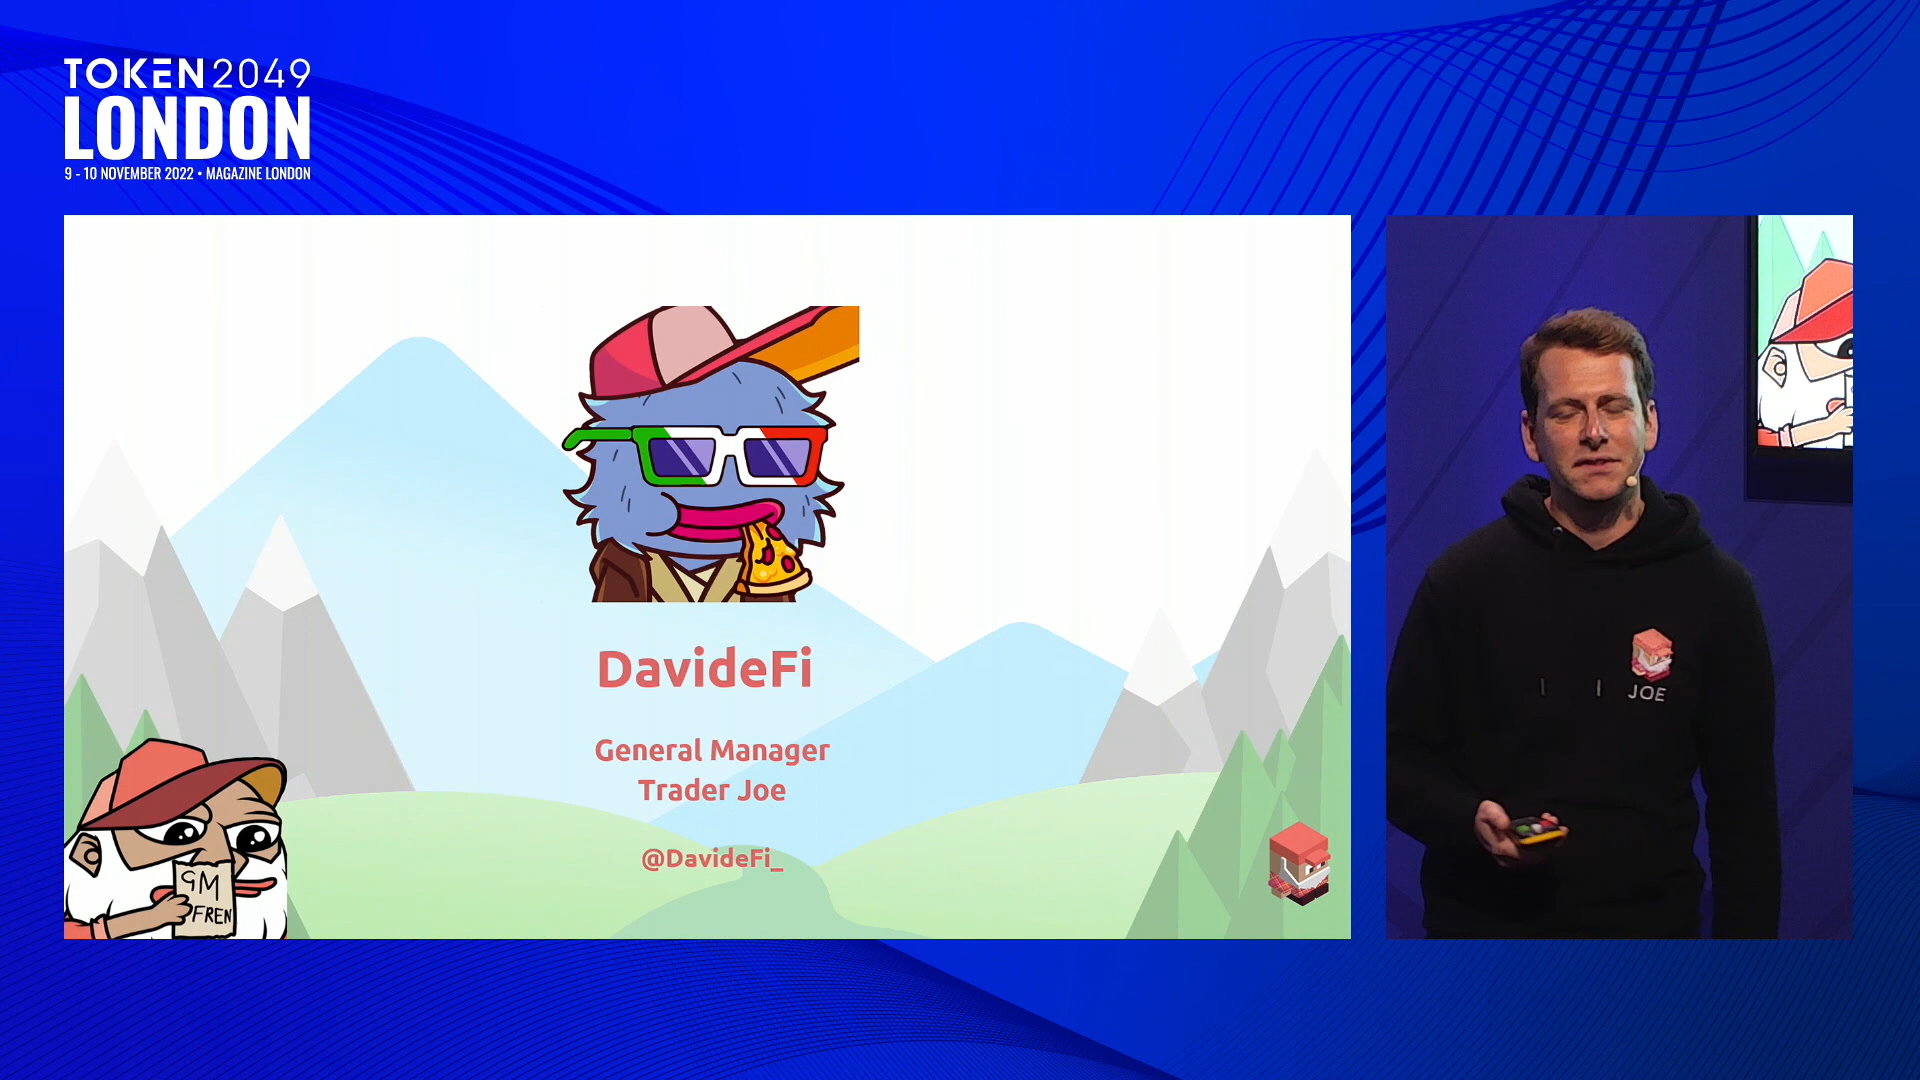 TOKEN2049
LONDON
9 - 10 NOVEMBER 2022 • MAGAZINE LONDON
DavideFi
General Manager
Trader Joe
@DavideFi_
GM
FREN
JOE